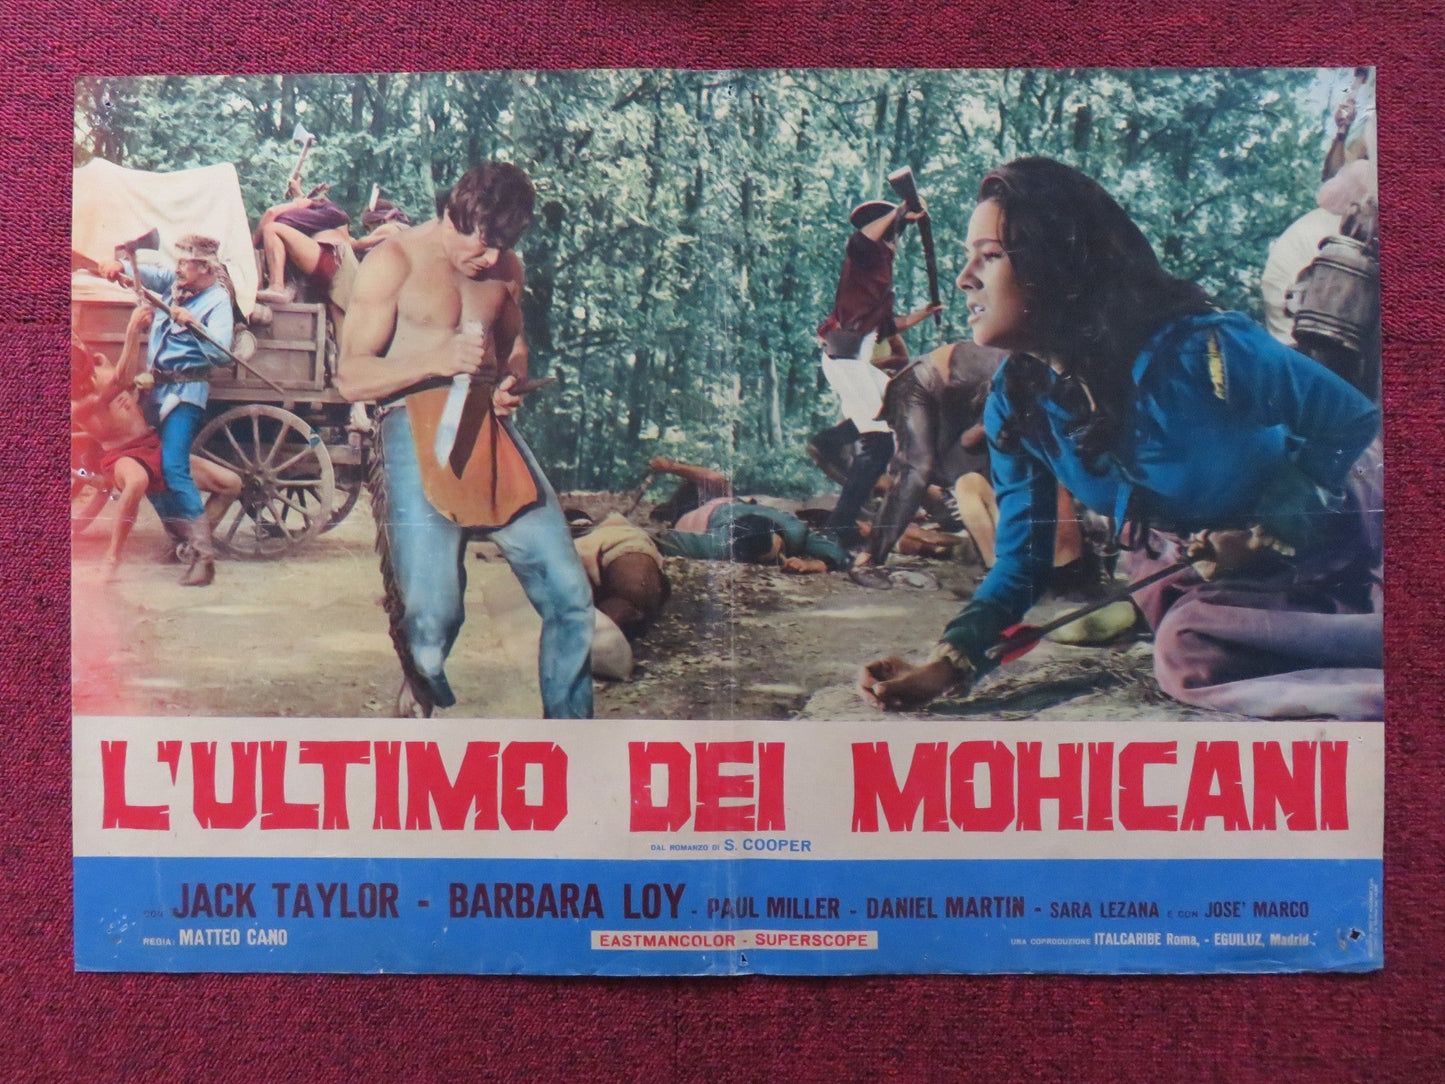 L'ULTIMO DEI MOHICANI
DAL ROMANZO DI S. COOPER
CON JACK TAYLOR - BARBARA LOY - PAUL MILLER - DANIEL MARTIN - SARA LEZANA E CON JOSE' MARCO
REGIA: MATTEO CANO
EASTMANCOLOR - SUPERSCOPE
UNA COPRODUZIONE ITALCARIBE Roma, - EGUILUZ, Madrid